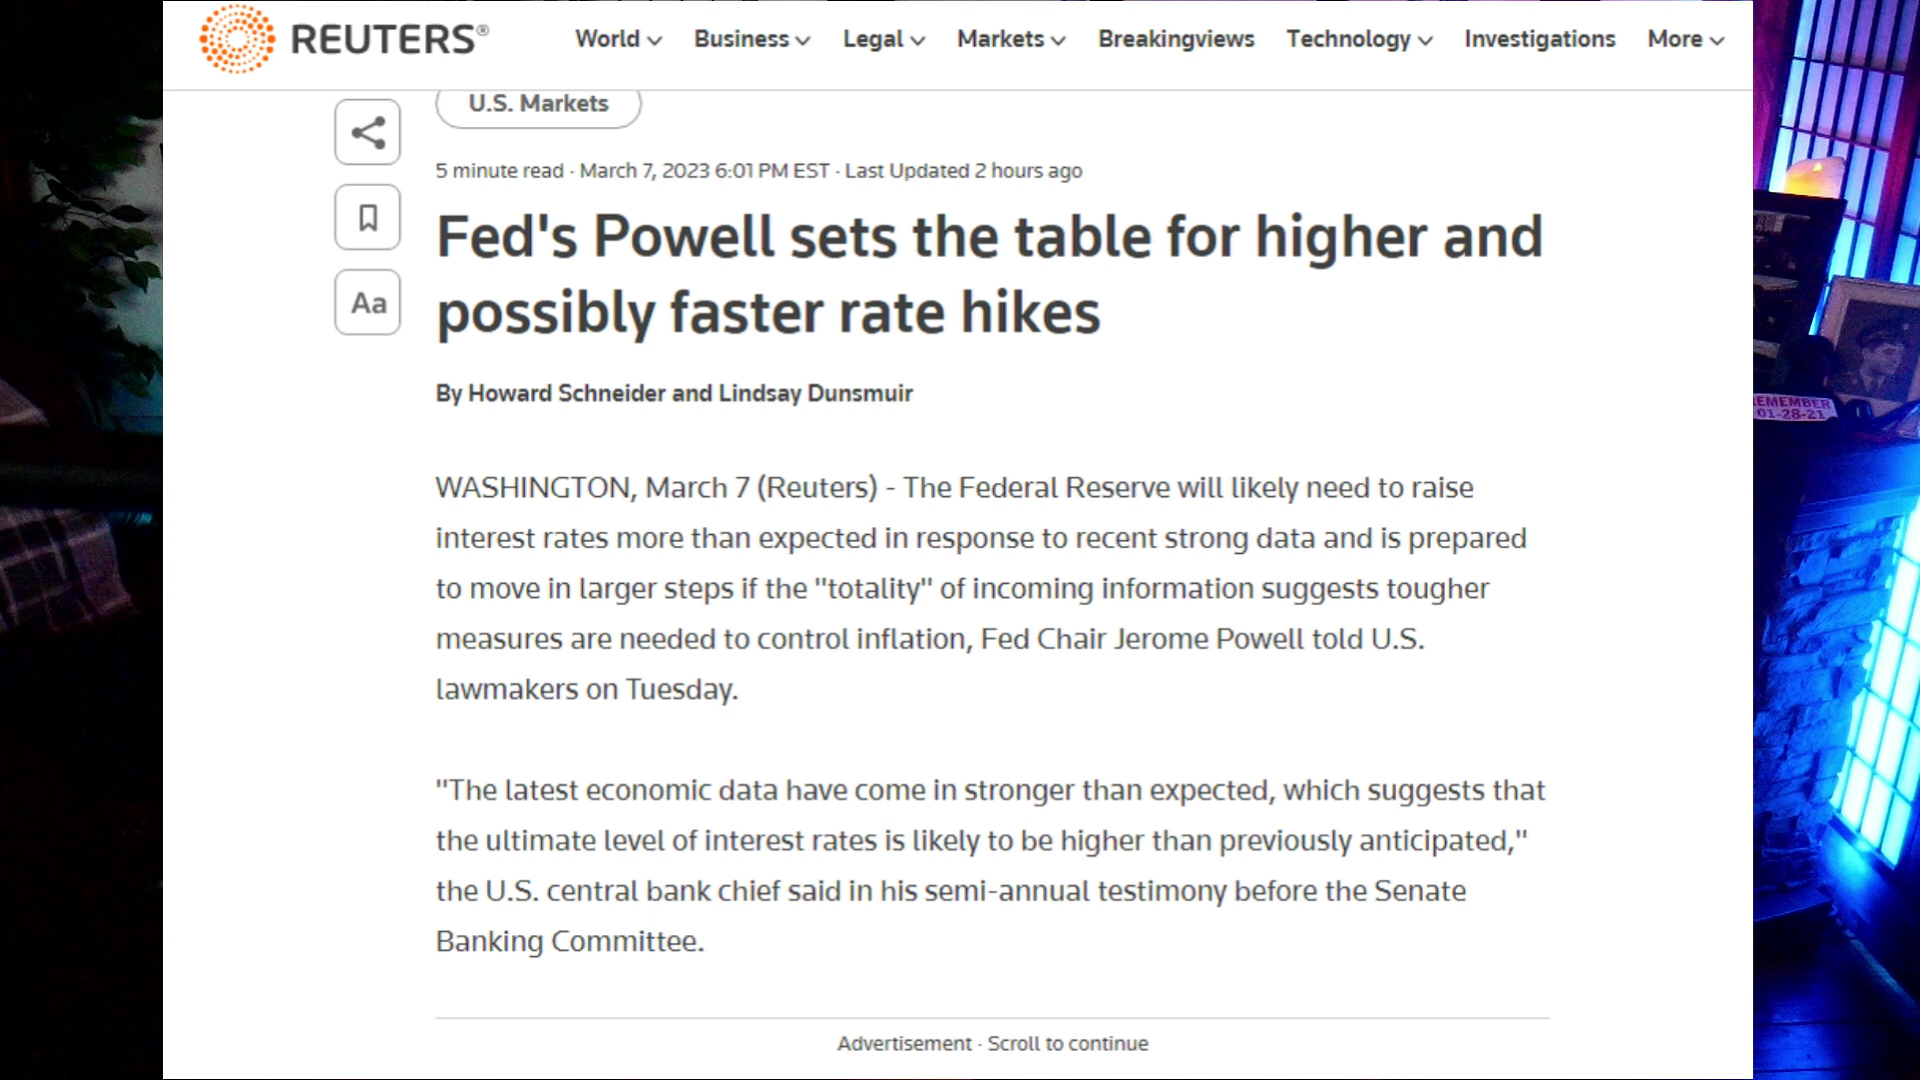 REUTERS®
World Business Legal Markets Breakingviews Technology Investigations More
U.S. Markets
5 minute read · March 7, 2023 6:01 PM EST · Last Updated 2 hours ago
Aa
Fed's Powell sets the table for higher and
possibly faster rate hikes
By Howard Schneider and Lindsay Dunsmuir
WASHINGTON, March 7 (Reuters) - The Federal Reserve will likely need to raise
interest rates more than expected in response to recent strong data and is prepared
to move in larger steps if the "totality" of incoming information suggests tougher
measures are needed to control inflation, Fed Chair Jerome Powell told U.S.
lawmakers on Tuesday.
"The latest economic data have come in stronger than expected, which suggests that
the ultimate level of interest rates is likely to be higher than previously anticipated,"
the U.S. central bank chief said in his semi-annual testimony before the Senate
Banking Committee.
Advertisement · Scroll to continue
EMEMBER
01-28-21